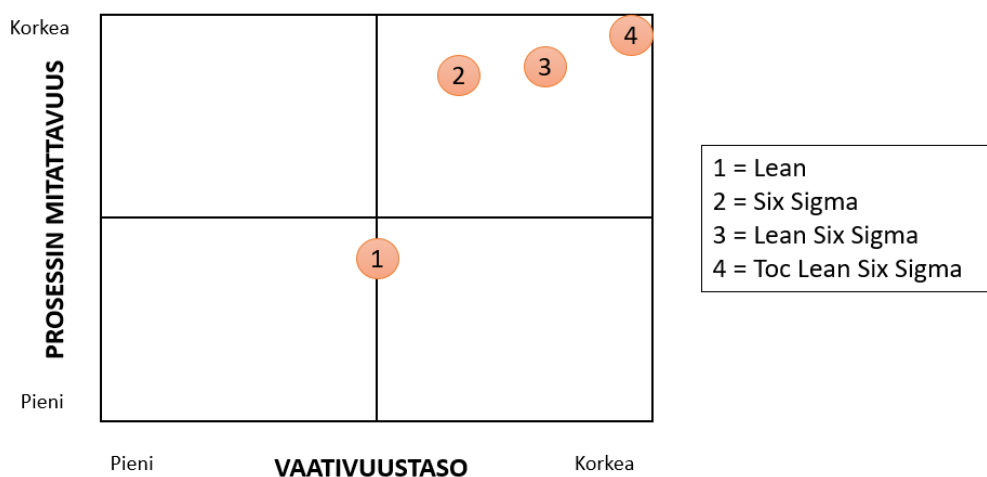 Korkea
PROSESSIN MITATTAVUUS
Pieni
4
3
2
1
Pieni
VAATIVUUSTASO
Korkea
1 = Lean
2 = Six Sigma
3 = Lean Six Sigma
4 = Toc Lean Six Sigma